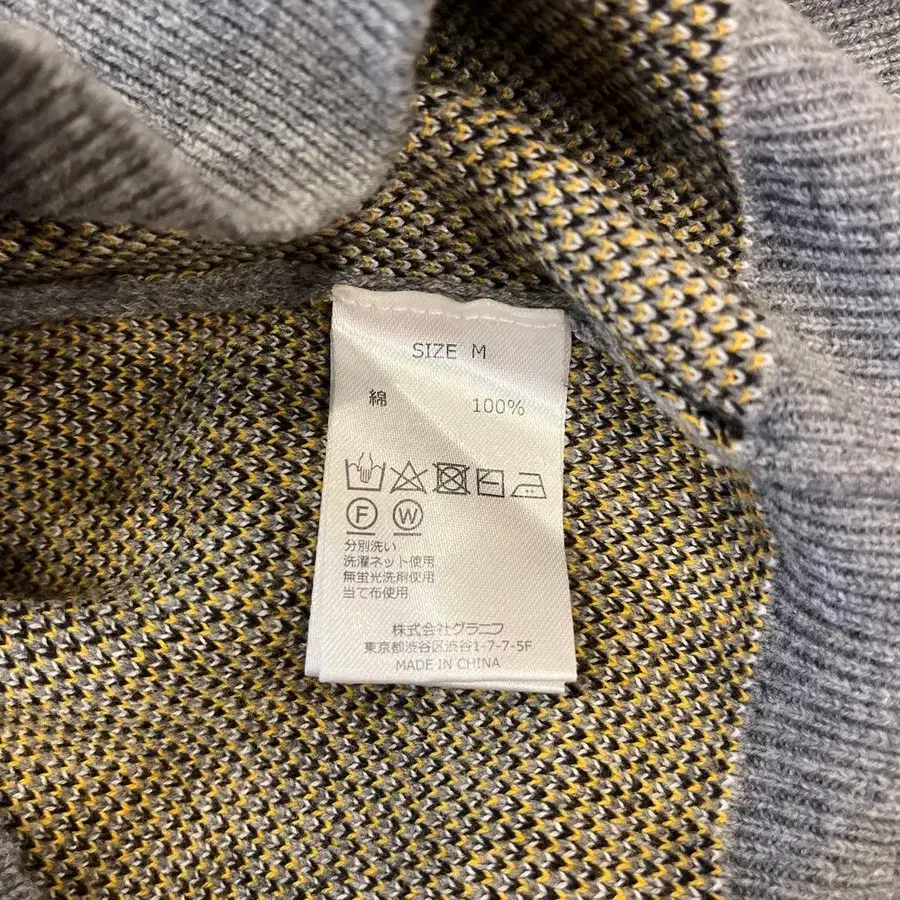 SIZE M
綿 100%
F W
分別洗い
洗濯ネット使用
無蛍光洗剤使用
当て布使用
株式会社グラニフ
東京都渋谷区渋谷1-7-7-5F
MADE IN CHINA